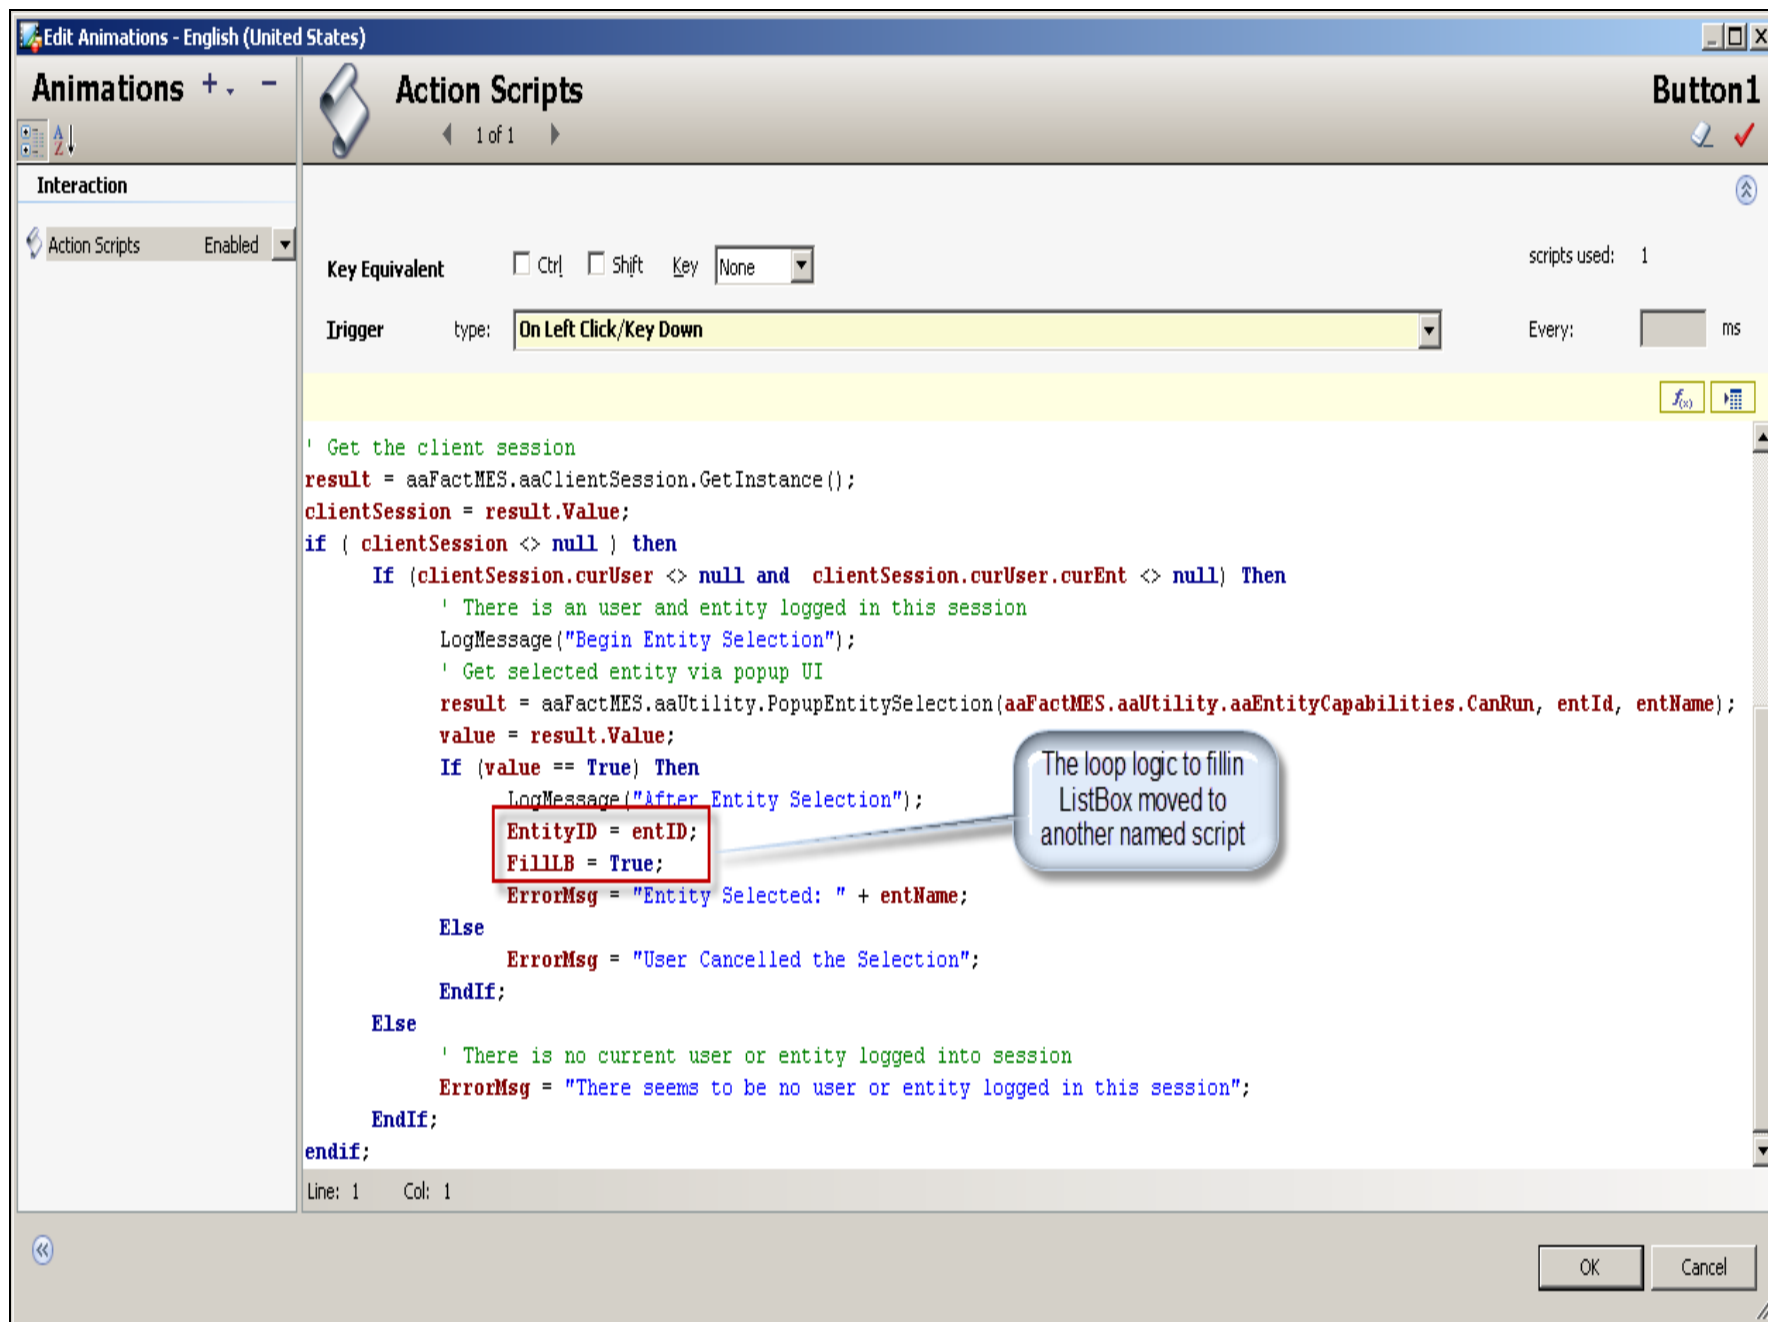 Edit Animations - English (United States)
Animations
Action Scripts
Button1
1 of 1
A
Z
Interaction
Action Scripts Enabled
Key Equivalent Ctrl Shift Key None
scripts used: 1
Trigger type: On Left Click/Key Down
Every: ms
f(x)
' Get the client session
result = aaFactMES.aaClientSession.GetInstance();
clientSession = result.Value;
if ( clientSession <> null ) then
If (clientSession.curUser <> null and clientSession.curUser.curEnt <> null) Then
' There is an user and entity logged in this session
LogMessage("Begin Entity Selection");
' Get selected entity via popup UI
result = aaFactMES.aaUtility.PopupEntitySelection(aaFactMES.aaUtility.aaEntityCapabilities.CanRun, entId, entName);
value = result.Value;
If (value == True) Then
LogMessage("After Entity Selection");
EntityID = entID;
FillLB = True;
ErrorMsg = "Entity Selected: " + entName;
Else
ErrorMsg = "User Cancelled the Selection";
EndIf;
Else
' There is no current user or entity logged into session
ErrorMsg = "There seems to be no user or entity logged in this session";
EndIf;
endif;
The loop logic to fillin
ListBox moved to
another named script
Line: 1 Col: 1
OK Cancel